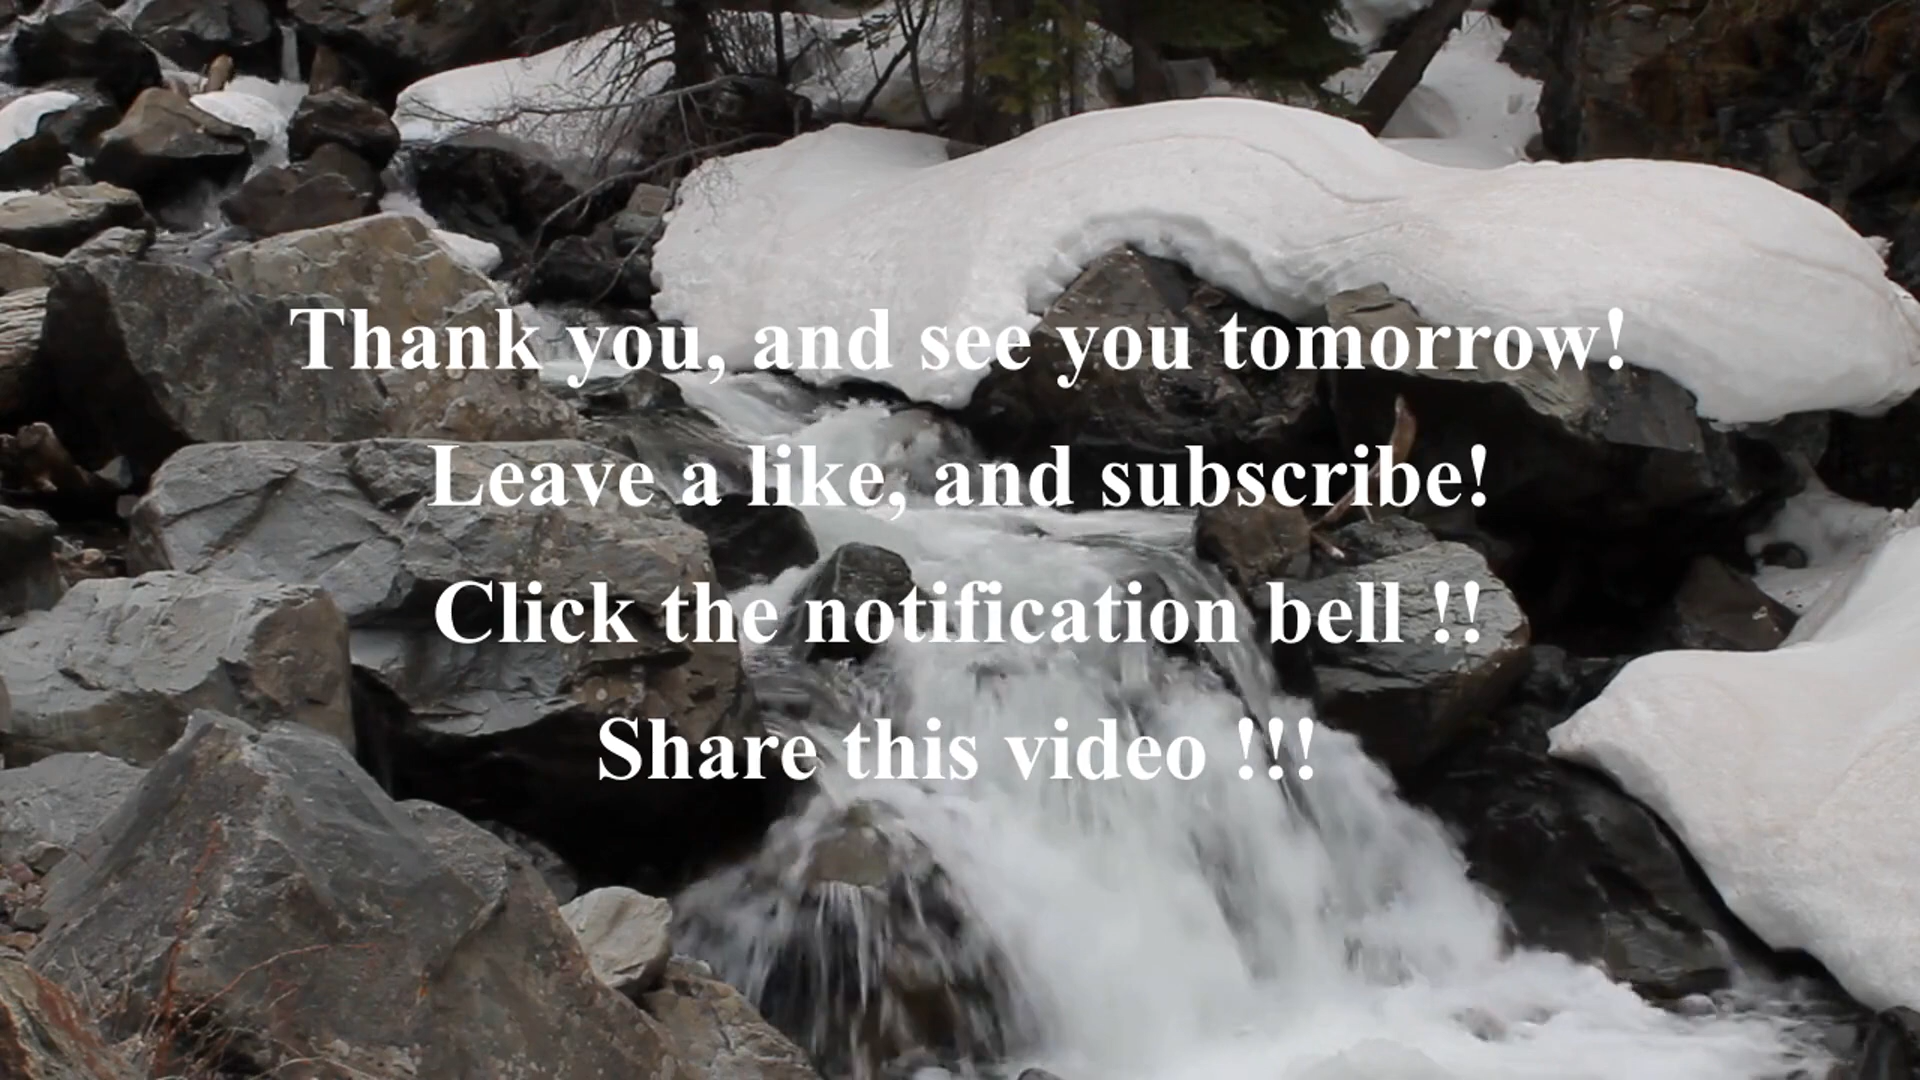 Thank you, and see you tomorrow!
Leave a like, and subscribe!
Click the notification bell !!
Share this video !!!